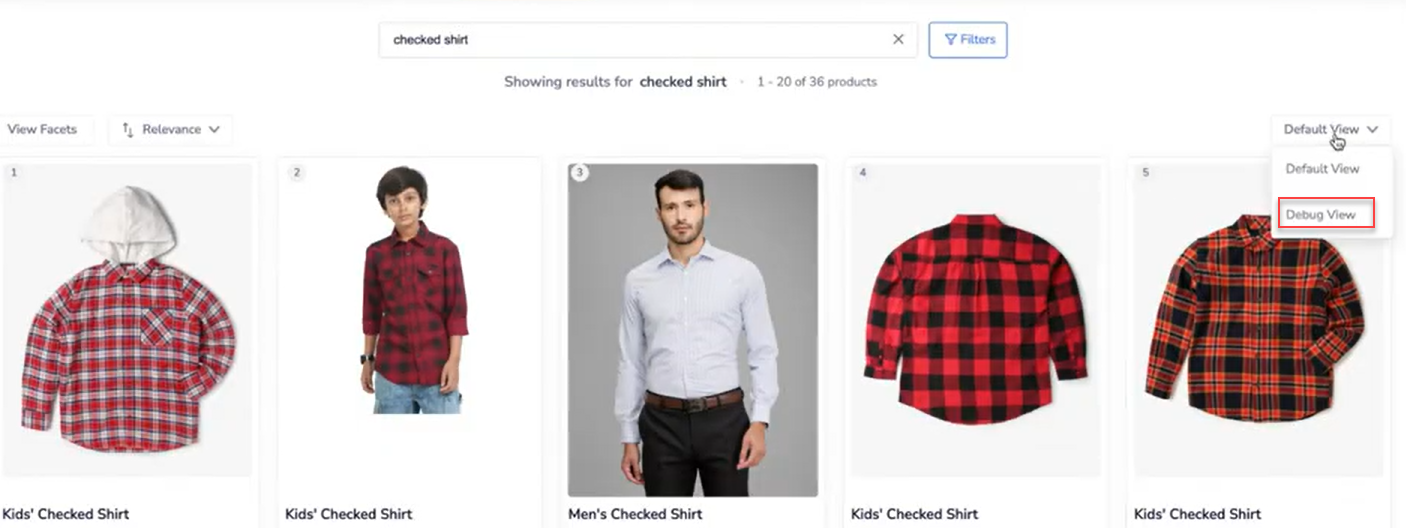 checked shirt
Filters
Showing results for checked shirt · 1 - 20 of 36 products
View Facets
Relevance
Default View
Default View
Debug View
1
2
3
4
5
Kids' Checked Shirt
Kids' Checked Shirt
Men's Checked Shirt
Kids' Checked Shirt
Kids' Checked Shirt